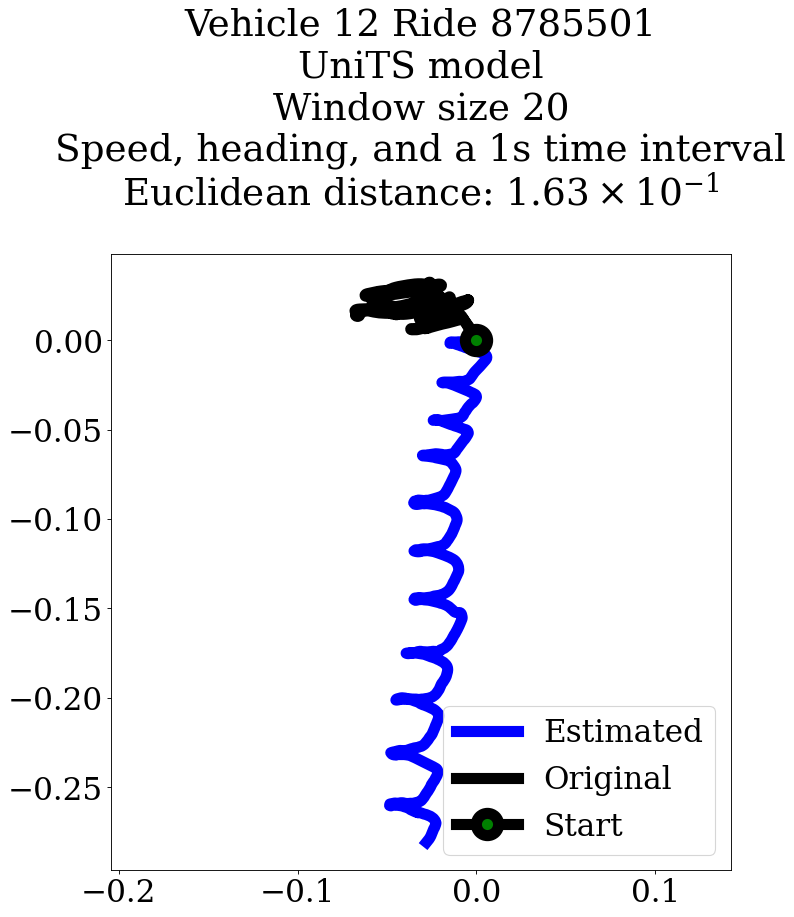 Vehicle 12 Ride 8785501
UniTS model
Window size 20
Speed, heading, and a 1s time interval
Euclidean distance: 1.63 × 10⁻¹
0.00
−0.05
−0.10
−0.15
−0.20
−0.25
Estimated
Original
Start
−0.2
−0.1
0.0
0.1